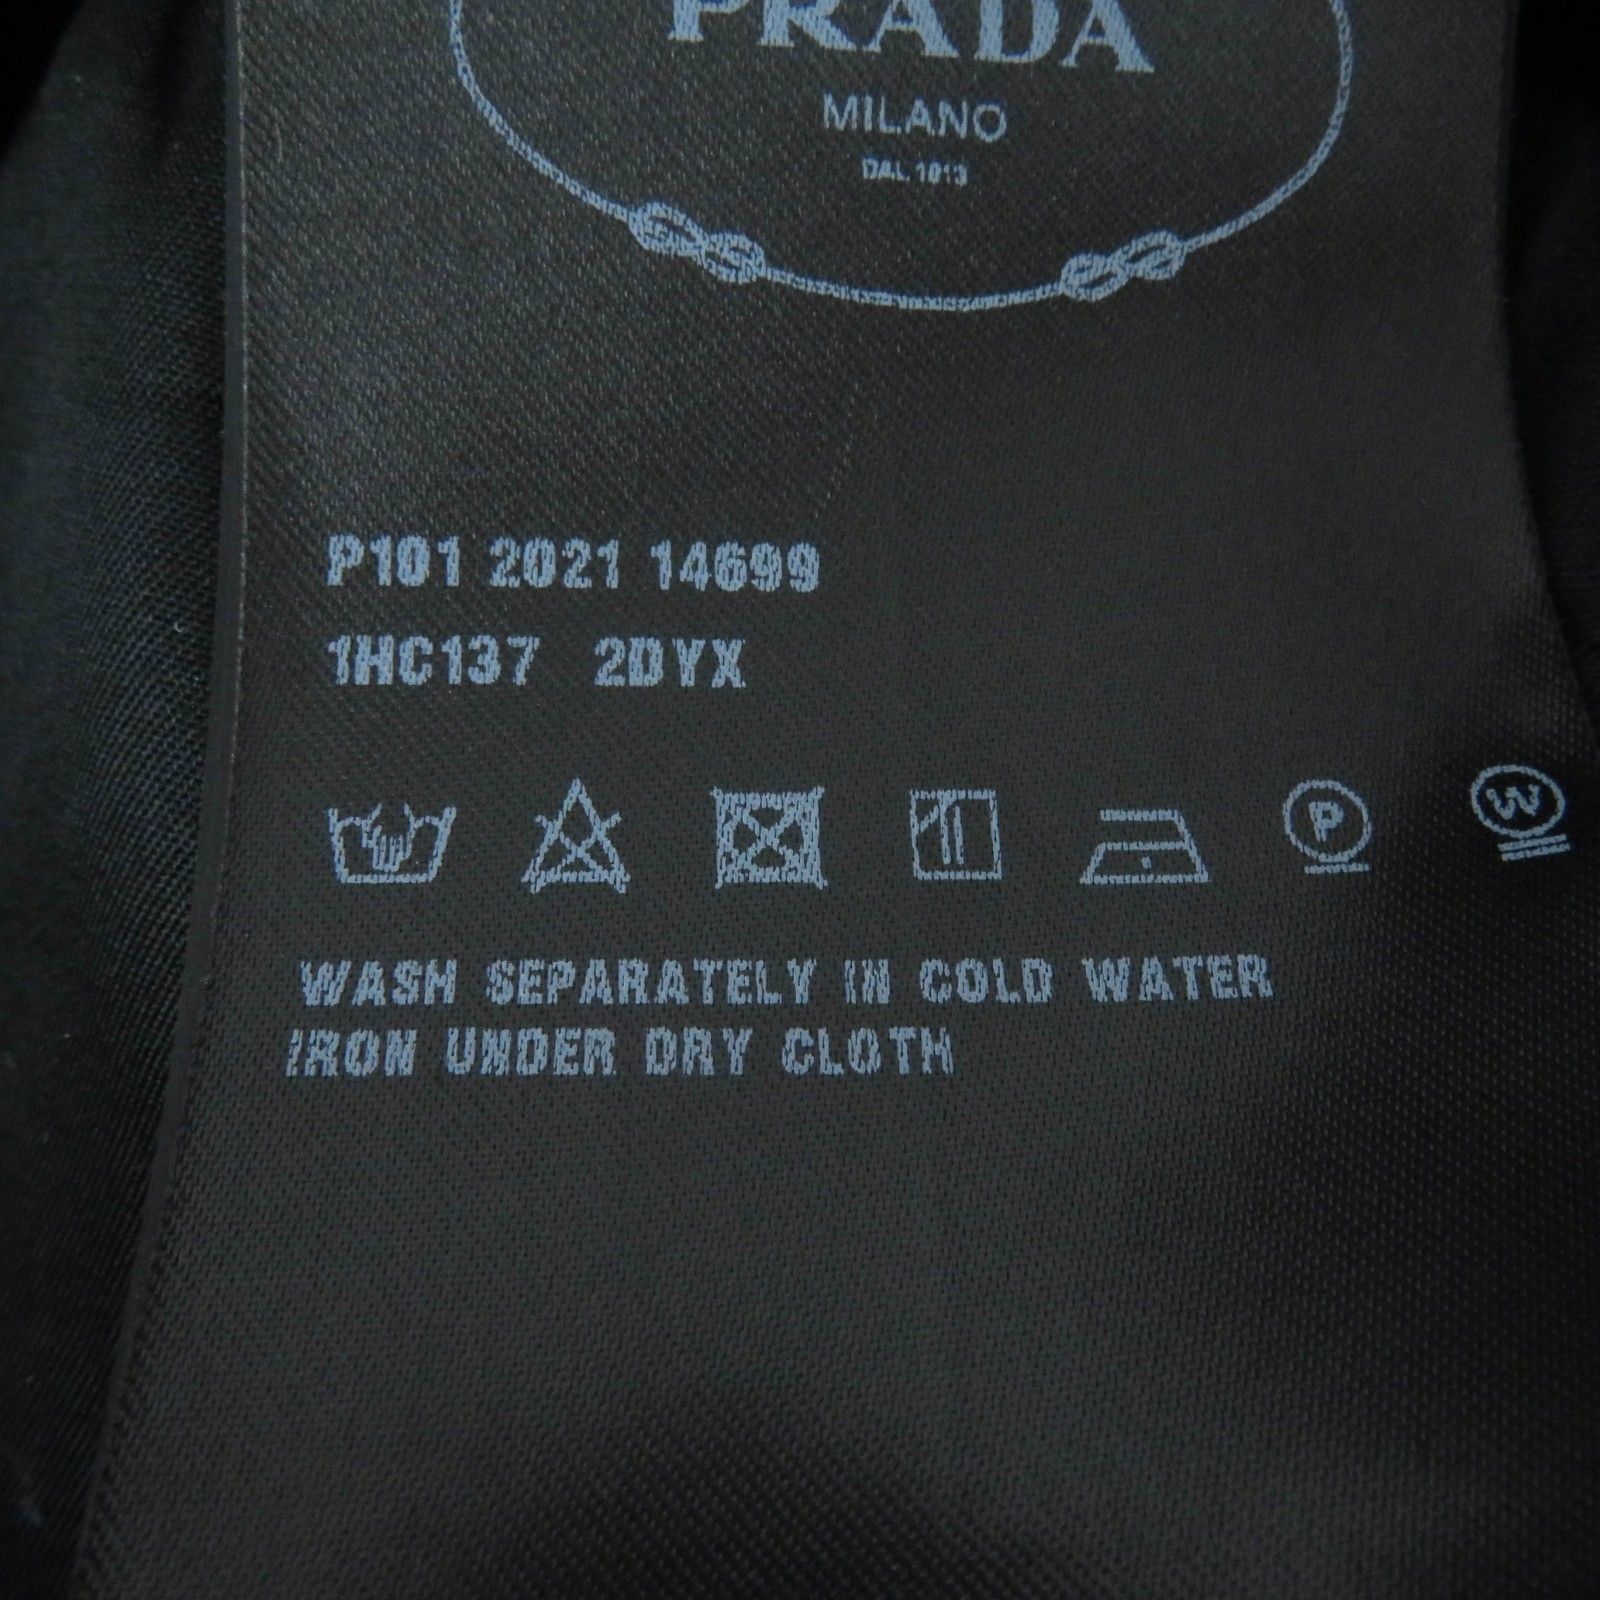 PRADA
MILANO
DAL 1913
P101 2021 14699
1HC137 2DYX
P W
WASH SEPARATELY IN COLD WATER
IRON UNDER DRY CLOTH